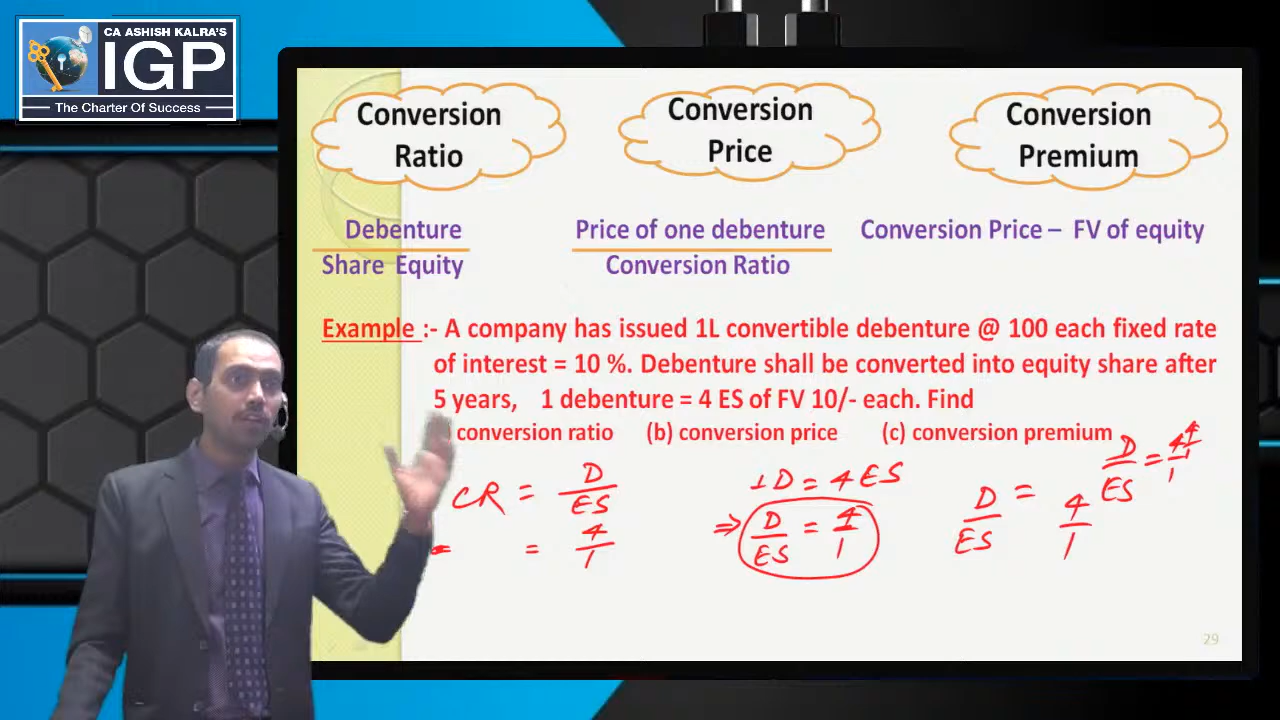 CA ASHISH KALRA'S
IGP
The Charter Of Success
Conversion
Ratio
Conversion
Price
Conversion
Premium
Debenture
Share Equity
Price of one debenture
Conversion Ratio
Conversion Price – FV of equity
Example :- A company has issued 1L convertible debenture @ 100 each fixed rate
of interest = 10 %. Debenture shall be converted into equity share after
5 years, 1 debenture = 4 ES of FV 10/- each. Find
conversion ratio (b) conversion price (c) conversion premium
CR = D/ES
= 4/1
1D = 4 ES
⇒ D/ES = 4/1
D/ES = 4/1
D/ES =
29